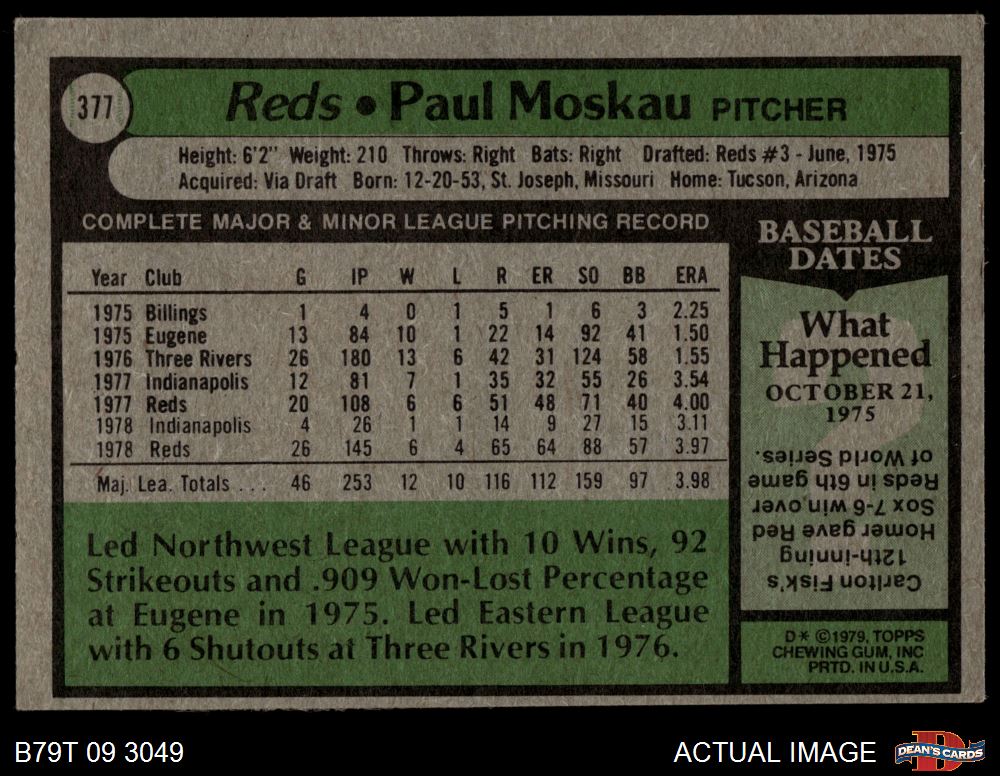 377
Reds • Paul Moskau PITCHER
Height: 6'2" Weight: 210 Throws: Right Bats: Right Drafted: Reds #3 - June, 1975
Acquired: Via Draft Born: 12-20-53, St. Joseph, Missouri Home: Tucson, Arizona
COMPLETE MAJOR & MINOR LEAGUE PITCHING RECORD
Year Club G IP W L R ER SO BB ERA
1975 Billings 1 4 0 1 5 1 6 3 2.25
1975 Eugene 13 84 10 1 22 14 92 41 1.50
1976 Three Rivers 26 180 13 6 42 31 124 58 1.55
1977 Indianapolis 12 81 7 1 35 32 55 26 3.54
1977 Reds 20 108 6 6 51 48 71 40 4.00
1978 Indianapolis 4 26 1 1 14 9 27 15 3.11
1978 Reds 26 145 6 4 65 64 88 57 3.97
Maj. Lea. Totals ... 46 253 12 10 116 112 159 97 3.98
Led Northwest League with 10 Wins, 92
Strikeouts and .909 Won-Lost Percentage
at Eugene in 1975. Led Eastern League
with 6 Shutouts at Three Rivers in 1976.
BASEBALL
DATES
What
Happened
OCTOBER 21,
1975
Carlton Fisk's
12th-inning
Homer gave Red
Sox 7-6 win over
Reds in 6th game
of World Series.
D* ©1979, TOPPS
CHEWING GUM, INC
PRTD. IN U.S.A.
B79T 09 3049
ACTUAL IMAGE
DEAN'S CARDS